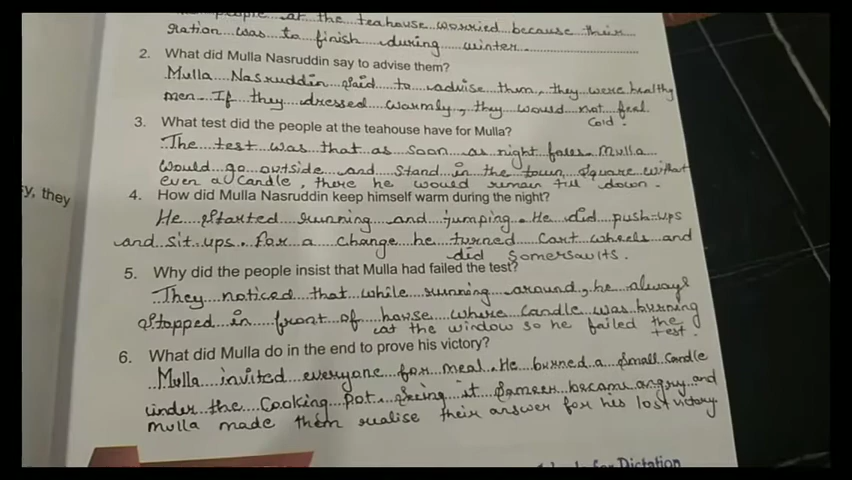 people at the teahouse worried because their
ration was to finish during winter.
2. What did Mulla Nasruddin say to advise them?
Mulla Nasruddin said to advise them, they were healthy
men. If they dressed warmly, they would not feel
cold.
3. What test did the people at the teahouse have for Mulla?
The test was that as soon as night falls Mulla
would go outside and stand in the town square without
even a candle, there he would remain till down.
y, they
4. How did Mulla Nasruddin keep himself warm during the night?
He started running and jumping. He did push-ups
and sit ups. For a change he turned cart wheels and
did somersaults.
5. Why did the people insist that Mulla had failed the test?
They noticed that while running around, he always
stopped in front of house where candle was burning
at the window so he failed the
test.
6. What did Mulla do in the end to prove his victory?
Mulla invited everyone for meal. He burned a small candle
under the cooking pot. Seeing it Sameer became angry and
Mulla made them realise their answer for his lost victory.
for Dictation